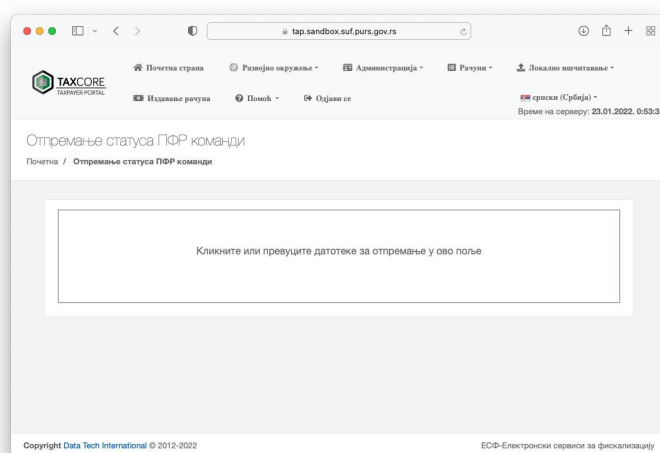 tap.sandbox.suf.purs.gov.rs
TAXCORE
TAXPAYER PORTAL
Почетна страна
Развојно окружење
Администрација
Рачуни
Локално ишчитавање
Издавање рачуна
Помоћ
Одјави се
српски (Србија)
Време на серверу: 23.01.2022. 0:53:3
Отпремање статуса ПФР команди
Почетна / Отпремање статуса ПФР команди
Кликните или превуците датотеке за отпремање у ово поље
Copyright Data Tech International © 2012-2022
ЕСФ-Електронски сервиси за фискализацију